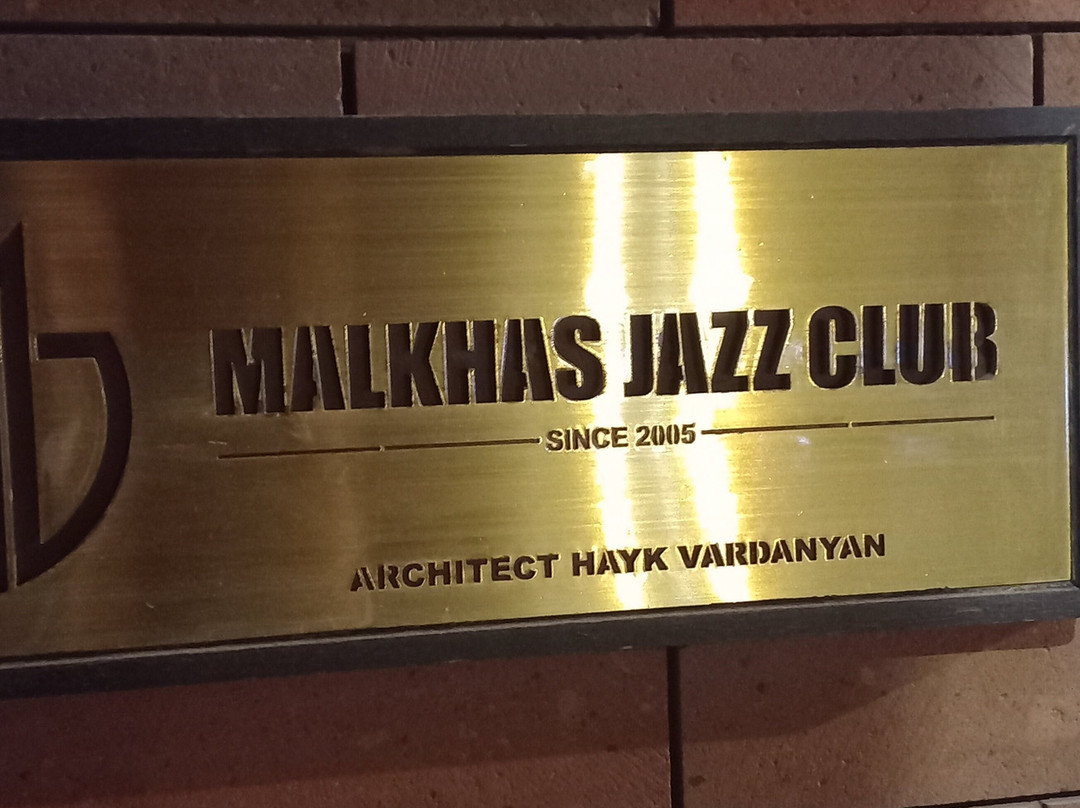 MALKHAS JAZZ CLUB
SINCE 2005
ARCHITECT HAYK VARDANYAN